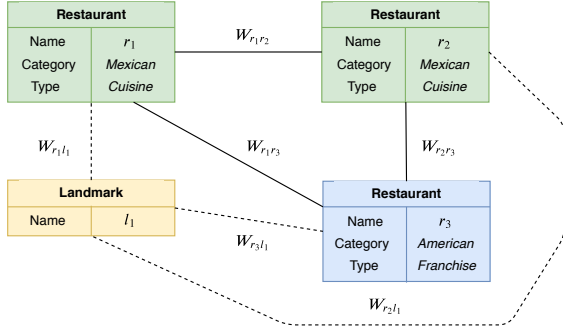 Restaurant
Name r₁
Category Mexican
Type Cuisine
W_{r₁r₂}
Restaurant
Name r₂
Category Mexican
Type Cuisine
W_{r₁l₁}
W_{r₁r₃}
W_{r₂r₃}
Landmark
Name l₁
Restaurant
Name r₃
Category American
Type Franchise
W_{r₃l₁}
W_{r₂l₁}